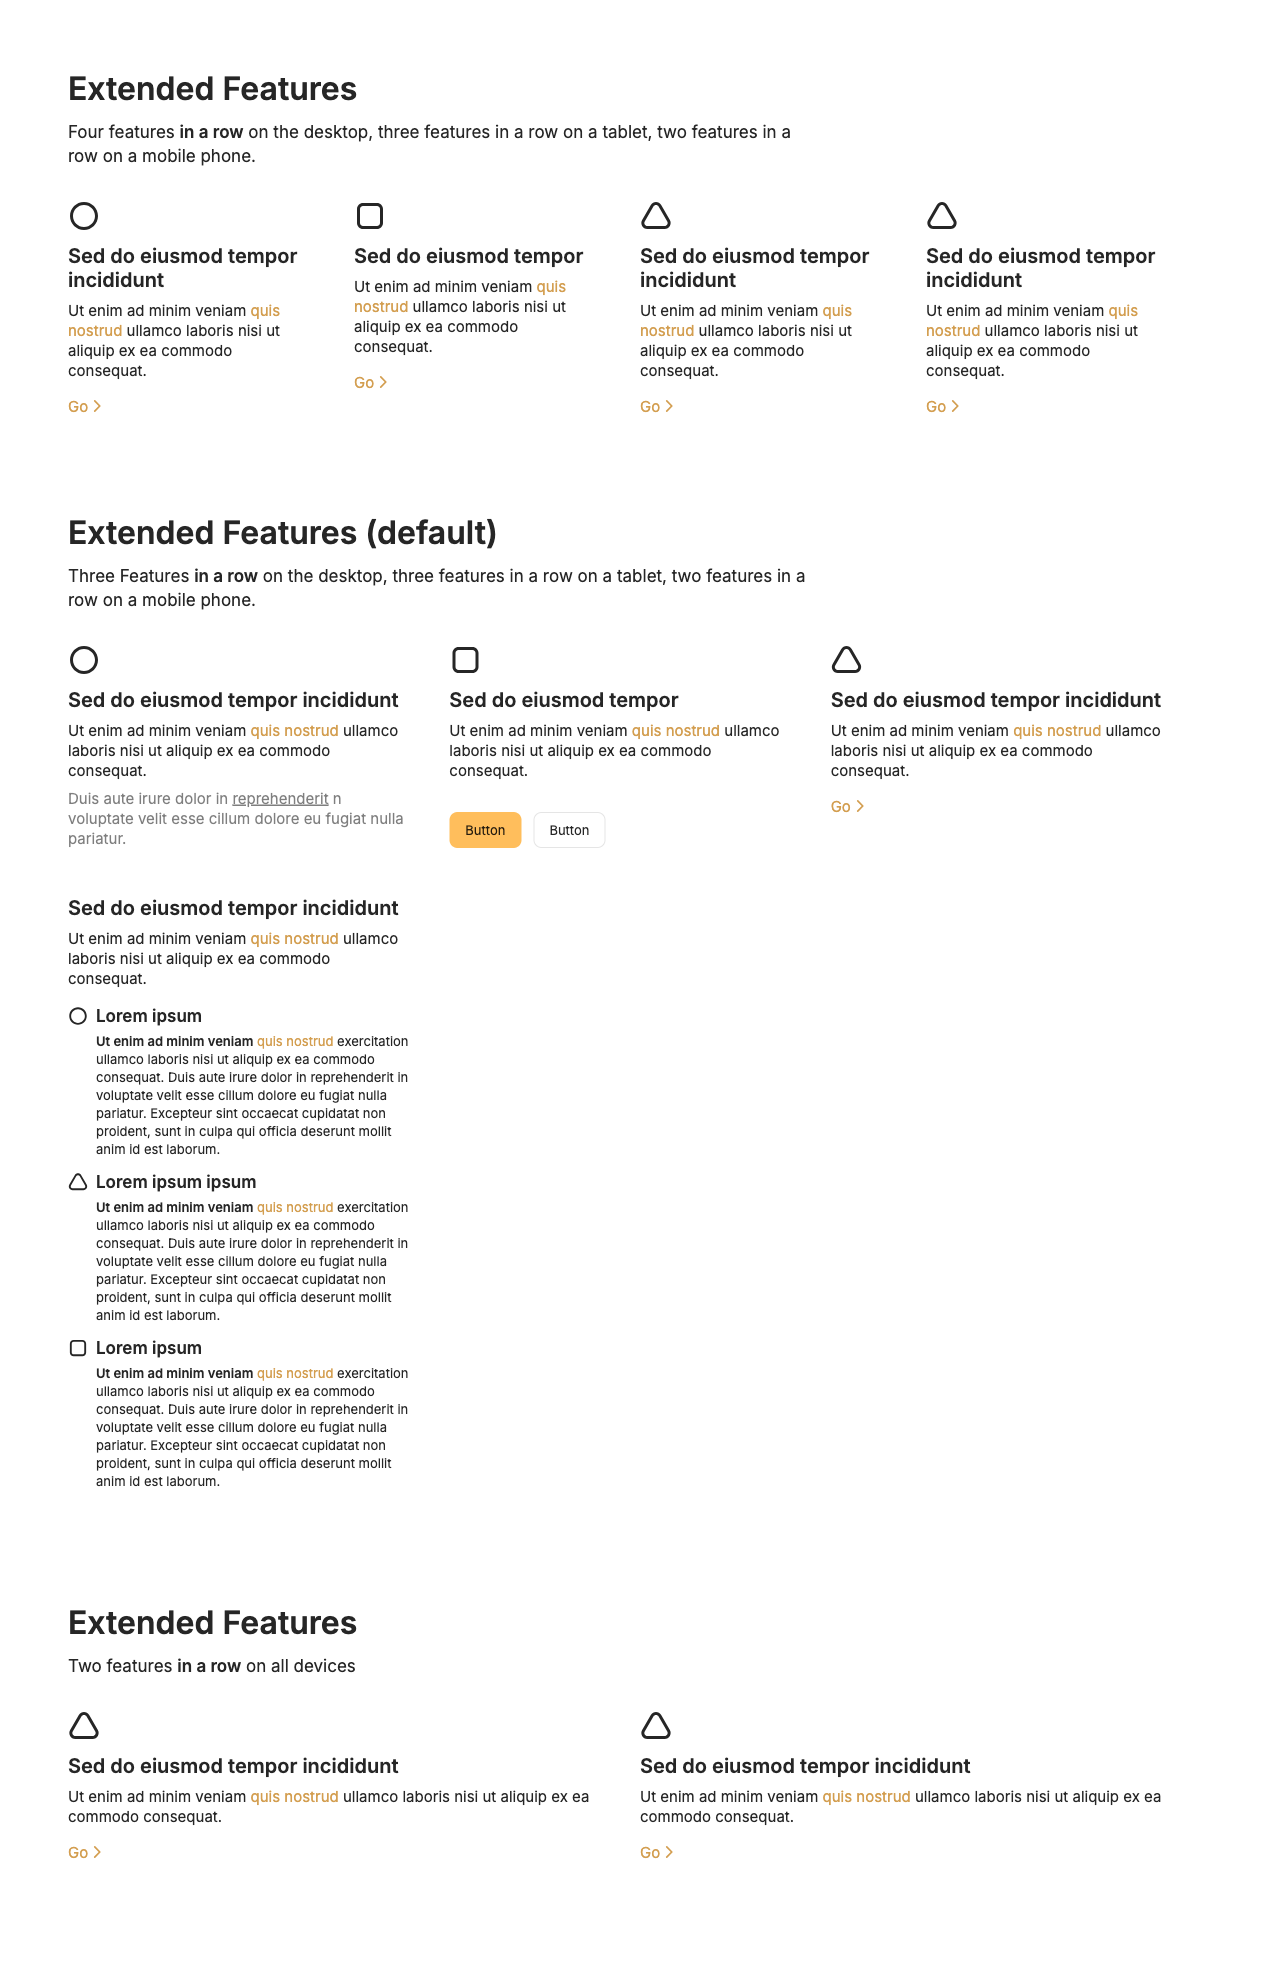 Extended Features
Four features in a row on the desktop, three features in a row on a tablet, two features in a
row on a mobile phone.
Sed do eiusmod tempor
incididunt
Ut enim ad minim veniam quis
nostrud ullamco laboris nisi ut
aliquip ex ea commodo
consequat.
Go
Sed do eiusmod tempor
Ut enim ad minim veniam quis
nostrud ullamco laboris nisi ut
aliquip ex ea commodo
consequat.
Go
Sed do eiusmod tempor
incididunt
Ut enim ad minim veniam quis
nostrud ullamco laboris nisi ut
aliquip ex ea commodo
consequat.
Go
Sed do eiusmod tempor
incididunt
Ut enim ad minim veniam quis
nostrud ullamco laboris nisi ut
aliquip ex ea commodo
consequat.
Go
Extended Features (default)
Three Features in a row on the desktop, three features in a row on a tablet, two features in a
row on a mobile phone.
Sed do eiusmod tempor incididunt
Ut enim ad minim veniam quis nostrud ullamco
laboris nisi ut aliquip ex ea commodo
consequat.
Duis aute irure dolor in reprehenderit n
voluptate velit esse cillum dolore eu fugiat nulla
pariatur.
Sed do eiusmod tempor
Ut enim ad minim veniam quis nostrud ullamco
laboris nisi ut aliquip ex ea commodo
consequat.
Button Button
Sed do eiusmod tempor incididunt
Ut enim ad minim veniam quis nostrud ullamco
laboris nisi ut aliquip ex ea commodo
consequat.
Go
Sed do eiusmod tempor incididunt
Ut enim ad minim veniam quis nostrud ullamco
laboris nisi ut aliquip ex ea commodo
consequat.
Lorem ipsum
Ut enim ad minim veniam quis nostrud exercitation
ullamco laboris nisi ut aliquip ex ea commodo
consequat. Duis aute irure dolor in reprehenderit in
voluptate velit esse cillum dolore eu fugiat nulla
pariatur. Excepteur sint occaecat cupidatat non
proident, sunt in culpa qui officia deserunt mollit
anim id est laborum.
Lorem ipsum ipsum
Ut enim ad minim veniam quis nostrud exercitation
ullamco laboris nisi ut aliquip ex ea commodo
consequat. Duis aute irure dolor in reprehenderit in
voluptate velit esse cillum dolore eu fugiat nulla
pariatur. Excepteur sint occaecat cupidatat non
proident, sunt in culpa qui officia deserunt mollit
anim id est laborum.
Lorem ipsum
Ut enim ad minim veniam quis nostrud exercitation
ullamco laboris nisi ut aliquip ex ea commodo
consequat. Duis aute irure dolor in reprehenderit in
voluptate velit esse cillum dolore eu fugiat nulla
pariatur. Excepteur sint occaecat cupidatat non
proident, sunt in culpa qui officia deserunt mollit
anim id est laborum.
Extended Features
Two features in a row on all devices
Sed do eiusmod tempor incididunt
Ut enim ad minim veniam quis nostrud ullamco laboris nisi ut aliquip ex ea
commodo consequat.
Go
Sed do eiusmod tempor incididunt
Ut enim ad minim veniam quis nostrud ullamco laboris nisi ut aliquip ex ea
commodo consequat.
Go